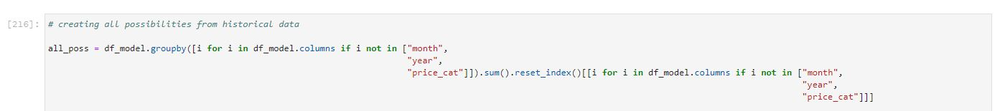 [216]: # creating all possibilities from historical data
all_poss = df_model.groupby([i for i in df_model.columns if i not in ["month",
"year",
"price_cat"]]).sum().reset_index()[[i for i in df_model.columns if i not in ["month",
"year",
"price_cat"]]]